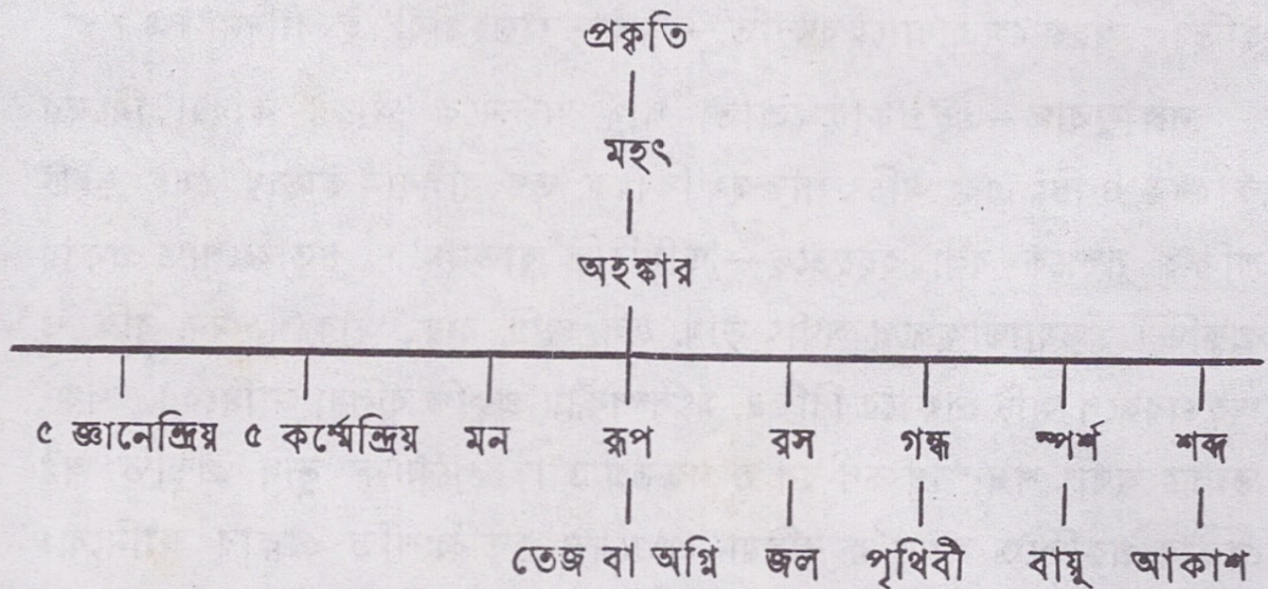 প্রকৃতি
মহৎ
অহঙ্কার
৫ জ্ঞানেন্দ্রিয় ৫ কর্ম্মেন্দ্রিয় মন রূপ রস গন্ধ স্পর্শ শব্দ
তেজ বা অগ্নি জল পৃথিবী বায়ু আকাশ